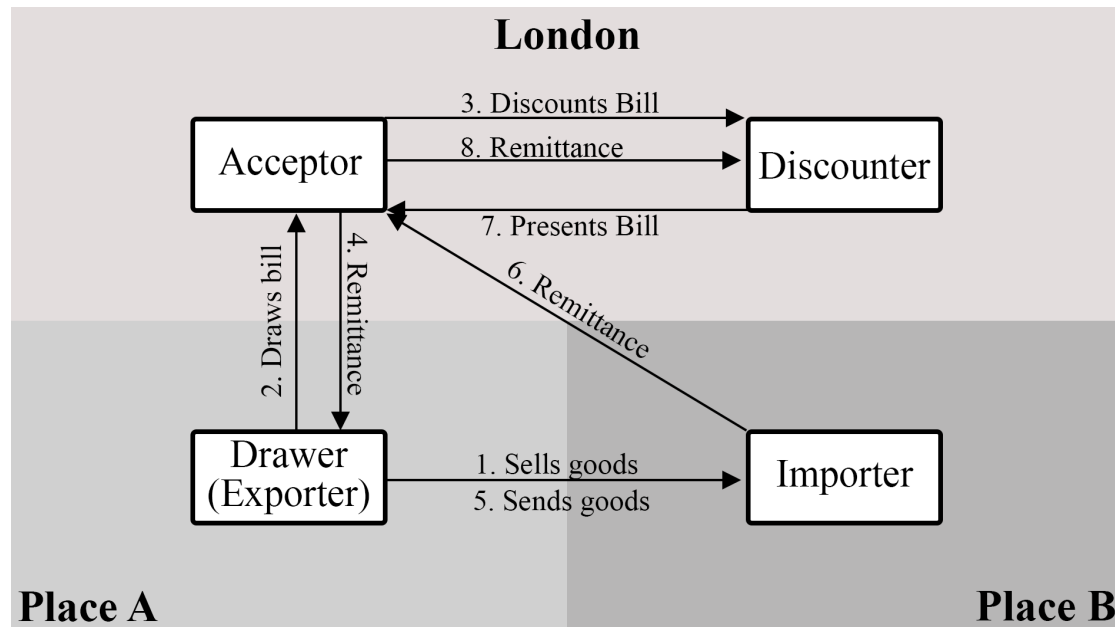 London
3. Discounts Bill
8. Remittance
Acceptor
Discounter
7. Presents Bill
2. Draws bill
4. Remittance
6. Remittance
Drawer
(Exporter)
1. Sells goods
5. Sends goods
Importer
Place A
Place B